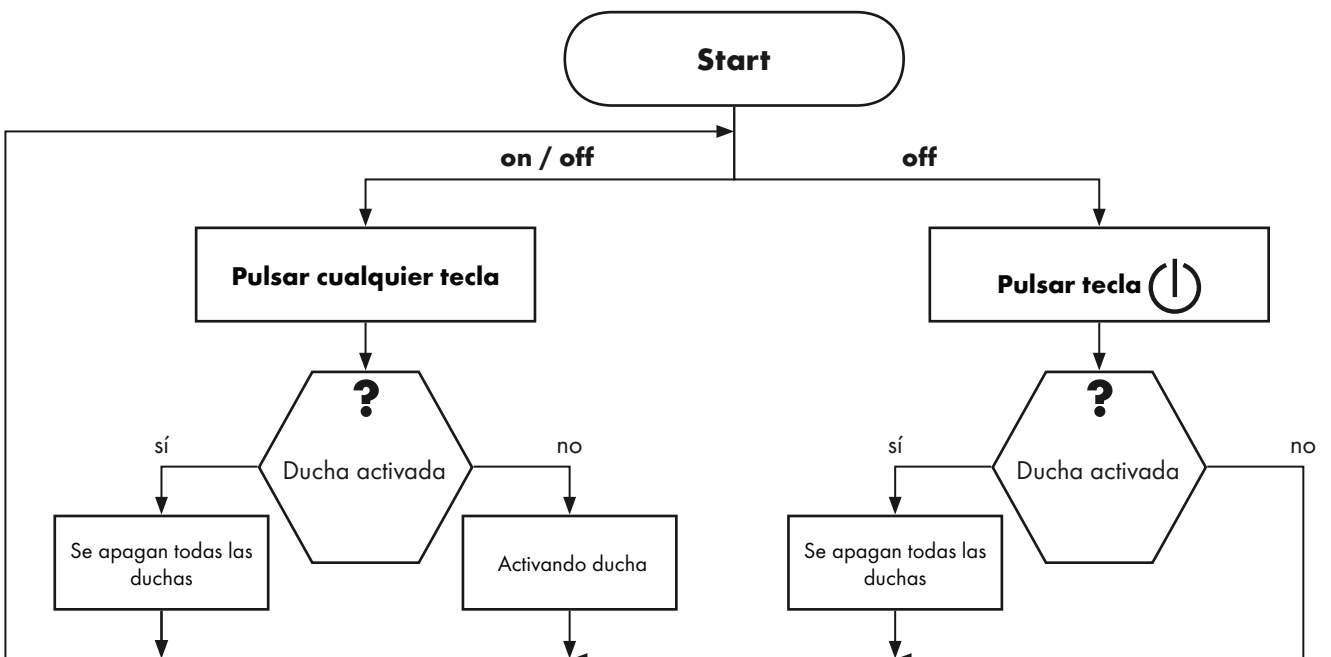 Start
on / off
off
Pulsar cualquier tecla
Pulsar tecla
?
?
sí
no
sí
no
Ducha activada
Ducha activada
Se apagan todas las
duchas
Activando ducha
Se apagan todas las
duchas